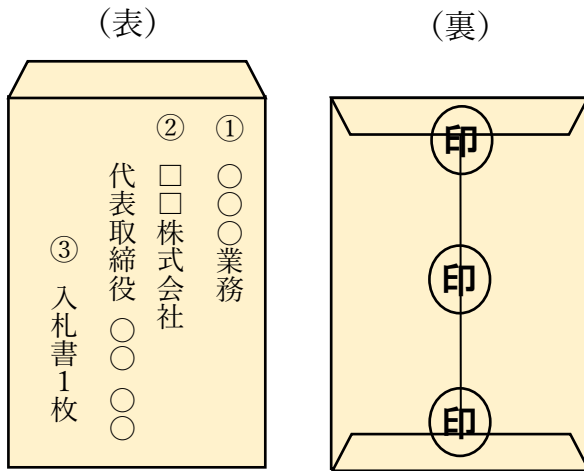 (表)
① ○○○業務
② □□株式会社
代表取締役 ○○ ○○
③ 入札書1枚
(裏)
印
印
印